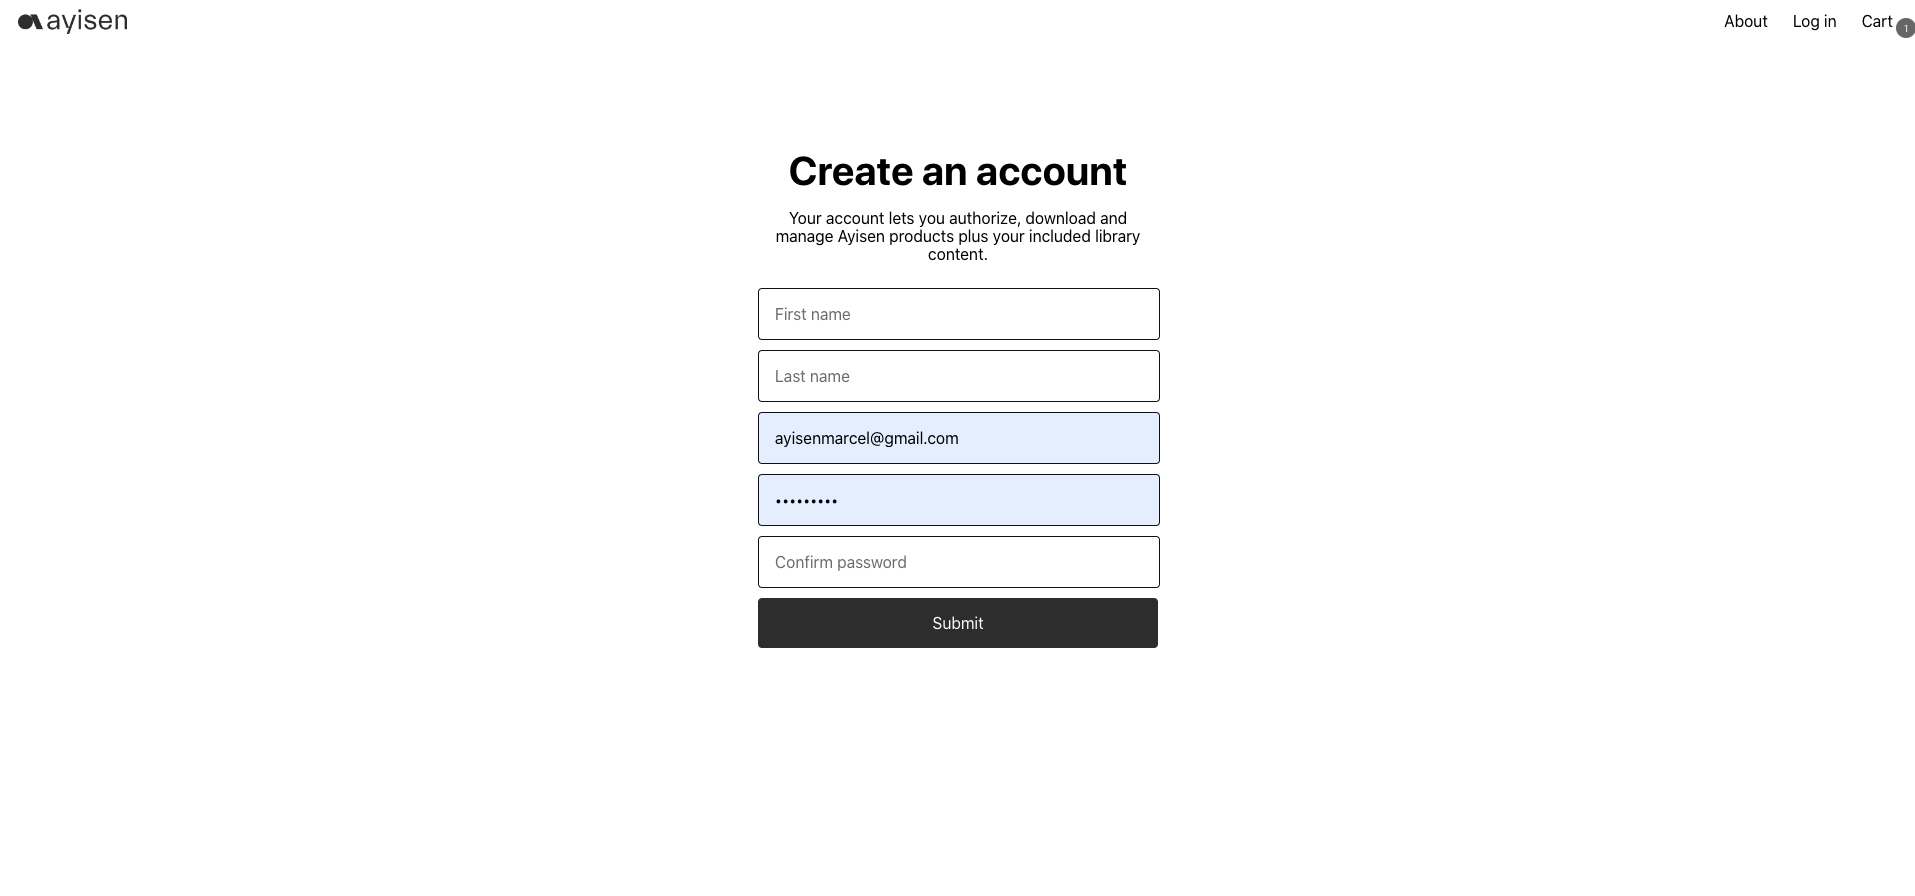 ayisen
About
Log in
Cart
1
Create an account
Your account lets you authorize, download and
manage Ayisen products plus your included library
content.
First name
Last name
ayisenmarcel@gmail.com
•••••••••
Confirm password
Submit